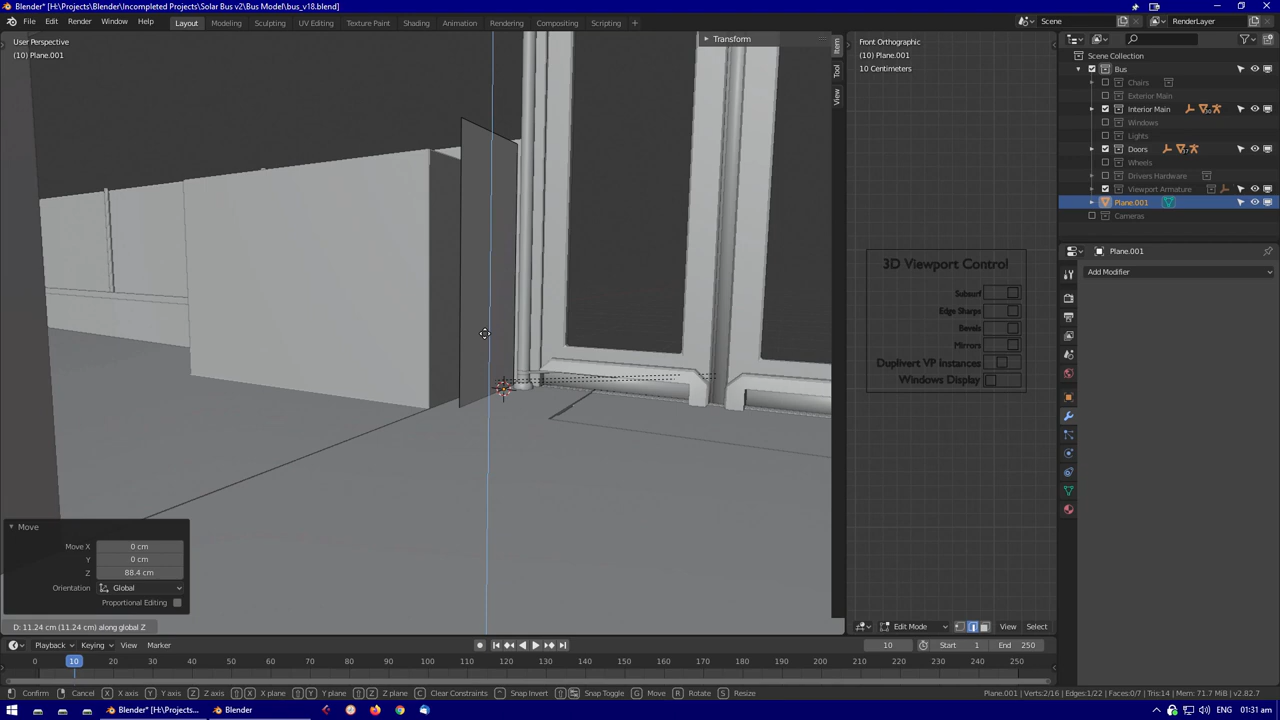 Blender* [H:\Projects\Incompleted Projects\Solar Bus v2\Bus Model\bus_v18.blend]
File Edit Render Window Help Layout Modeling Sculpting UV Editing Texture Paint Shading Animation Rendering Compositing Scripting Scene RenderLayer
User Perspective
(10) Plane.001
Transform
Item
Tool
View
Front Orthographic
(10) Plane.001
10 Centimeters
3D Viewport Control
Subsurf
Edge Sharps
Bevels
Mirrors
Duplivert VP Instances
Windows Display
Scene Collection
Bus
Chairs
Exterior Main
Interior Main
Windows
Lights
Doors
Wheels
Drivers Hardware
Viewport Armature
Plane.001
Cameras
Plane.001
Add Modifier
Move
Move X 0 cm
Y 0 cm
Z 88.4 cm
Orientation Global
Proportional Editing
D: 11.24 cm (11.24 cm) along global Z
Edit Mode View Select
Playback Keying View Marker 10 Start 1 End 250
0 10 20 30 40 50 60 70 80 90 100 110 120 130 140 150 160 170 180 190 200 210 220 230 240 250
Confirm Cancel X X axis Y Y axis Z Z axis X X plane Y Y plane Z Z plane C Clear Constraints Snap Invert Snap Toggle G Move R Rotate S Resize Plane.001 | Verts:2/16 | Edges:1/22 | Faces:0/7 | Tris:14 | Mem: 71.7 MiB | v2.82.7
Blender* [H:\Projects... Blender ENG 01:31 am